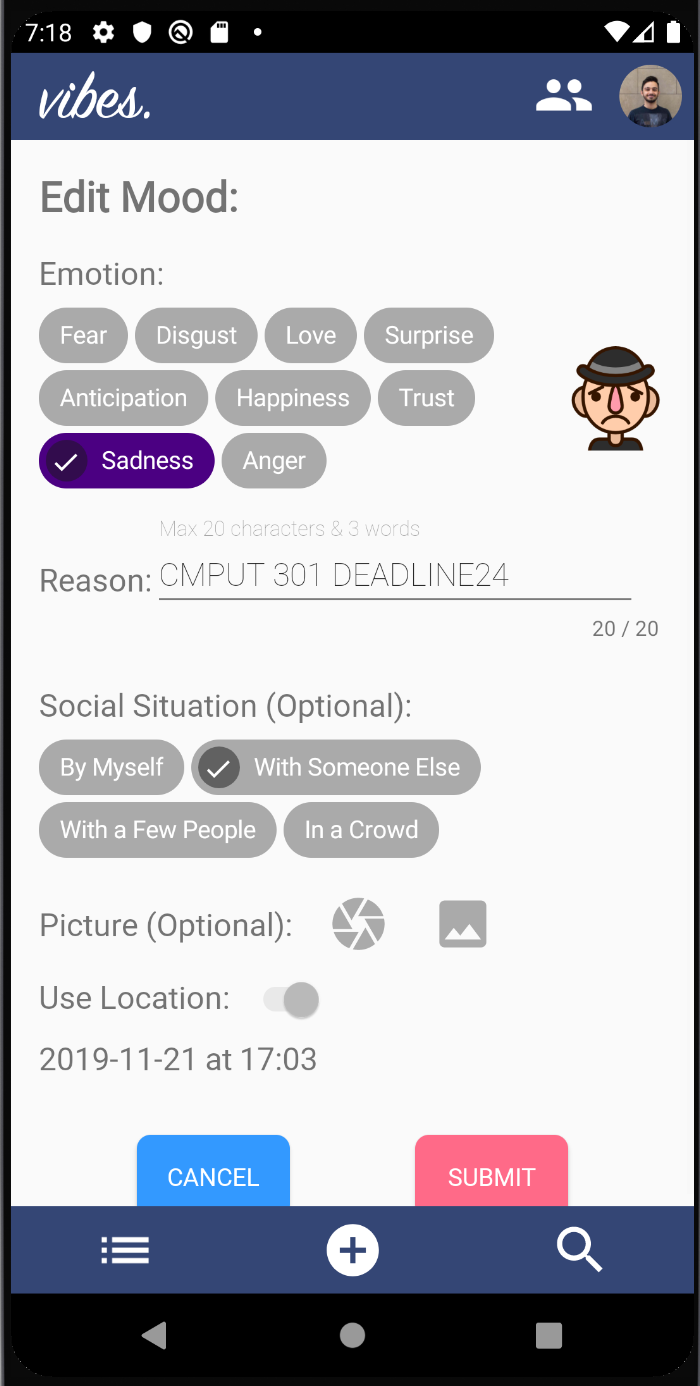 7:18
vibes.
Edit Mood:
Emotion:
Fear Disgust Love Surprise
Anticipation Happiness Trust
Sadness Anger
Max 20 characters & 3 words
Reason: CMPUT 301 DEADLINE24
20 / 20
Social Situation (Optional):
By Myself With Someone Else
With a Few People In a Crowd
Picture (Optional):
Use Location:
2019-11-21 at 17:03
CANCEL SUBMIT